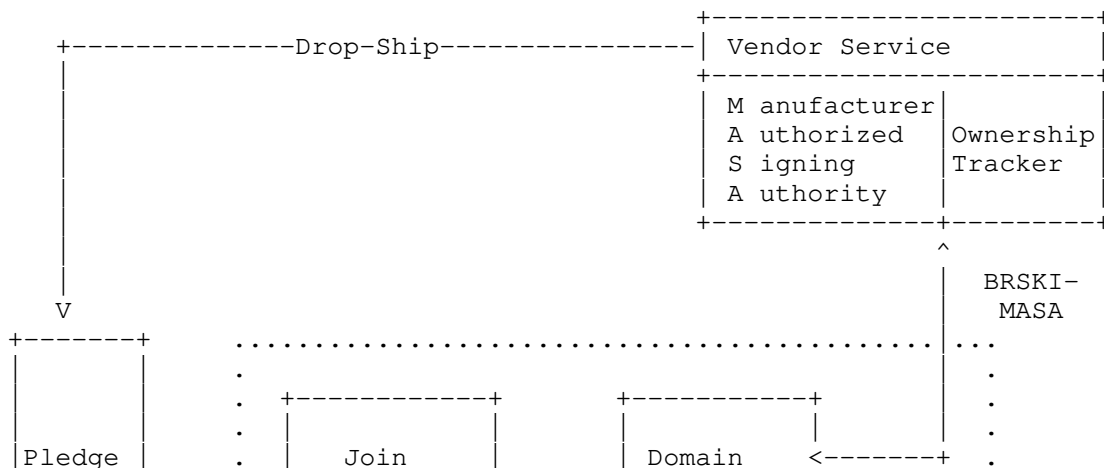 Drop-Ship Vendor Service
M anufacturer
A uthorized Ownership
S igning Tracker
A uthority
^
BRSKI-
V MASA
Pledge Join Domain <